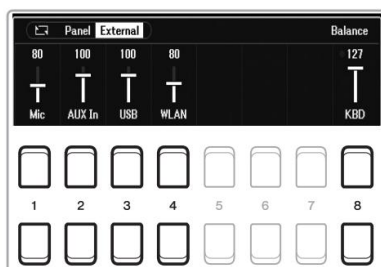 Panel External Balance
80 100 100 80 127
Mic AUX In USB WLAN KBD
1 2 3 4 5 6 7 8